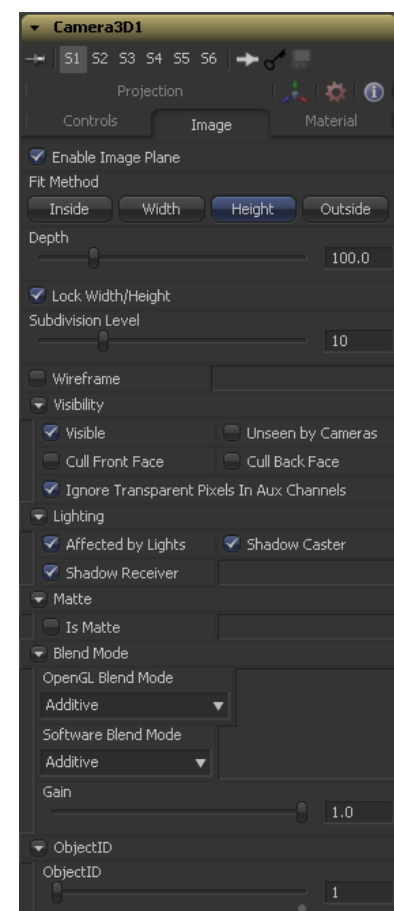 Camera3D1
S1 S2 S3 S4 S5 S6
Projection
Controls Image Material
Enable Image Plane
Fit Method
Inside Width Height Outside
Depth
100.0
Lock Width/Height
Subdivision Level
10
Wireframe
Visibility
Visible Unseen by Cameras
Cull Front Face Cull Back Face
Ignore Transparent Pixels In Aux Channels
Lighting
Affected by Lights Shadow Caster
Shadow Receiver
Matte
Is Matte
Blend Mode
OpenGL Blend Mode
Additive
Software Blend Mode
Additive
Gain
1.0
ObjectID
ObjectID
1